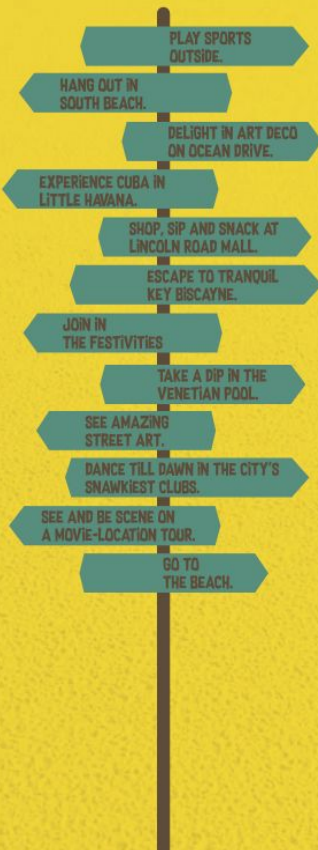 PLAY SPORTS
OUTSIDE.
HANG OUT IN
SOUTH BEACH.
DELIGHT IN ART DECO
ON OCEAN DRIVE.
EXPERIENCE CUBA IN
LITTLE HAVANA.
SHOP, SIP AND SNACK AT
LINCOLN ROAD MALL.
ESCAPE TO TRANQUIL
KEY BISCAYNE.
JOIN IN
THE FESTIVITIES
TAKE A DIP IN THE
VENETIAN POOL.
SEE AMAZING
STREET ART.
DANCE TILL DAWN IN THE CITY'S
SNAWKIEST CLUBS.
SEE AND BE SCENE ON
A MOVIE-LOCATION TOUR.
GO TO
THE BEACH.